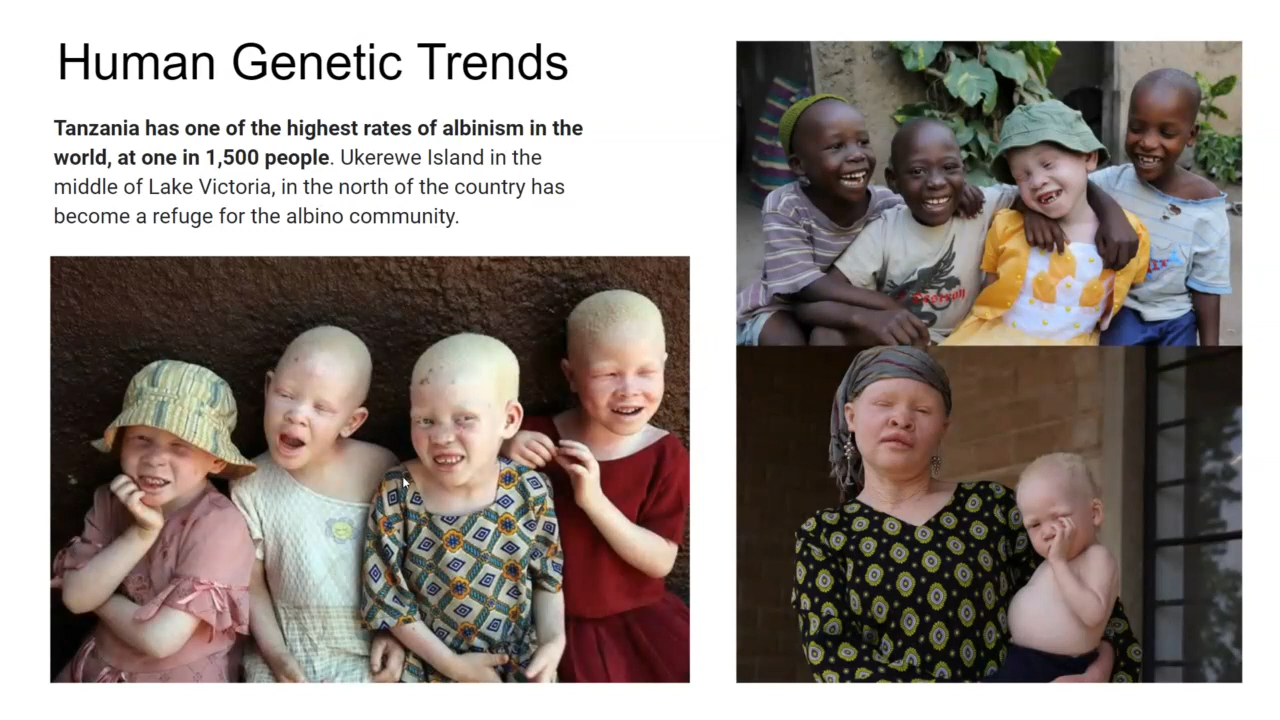 Human Genetic Trends
Tanzania has one of the highest rates of albinism in the
world, at one in 1,500 people. Ukerewe Island in the
middle of Lake Victoria, in the north of the country has
become a refuge for the albino community.